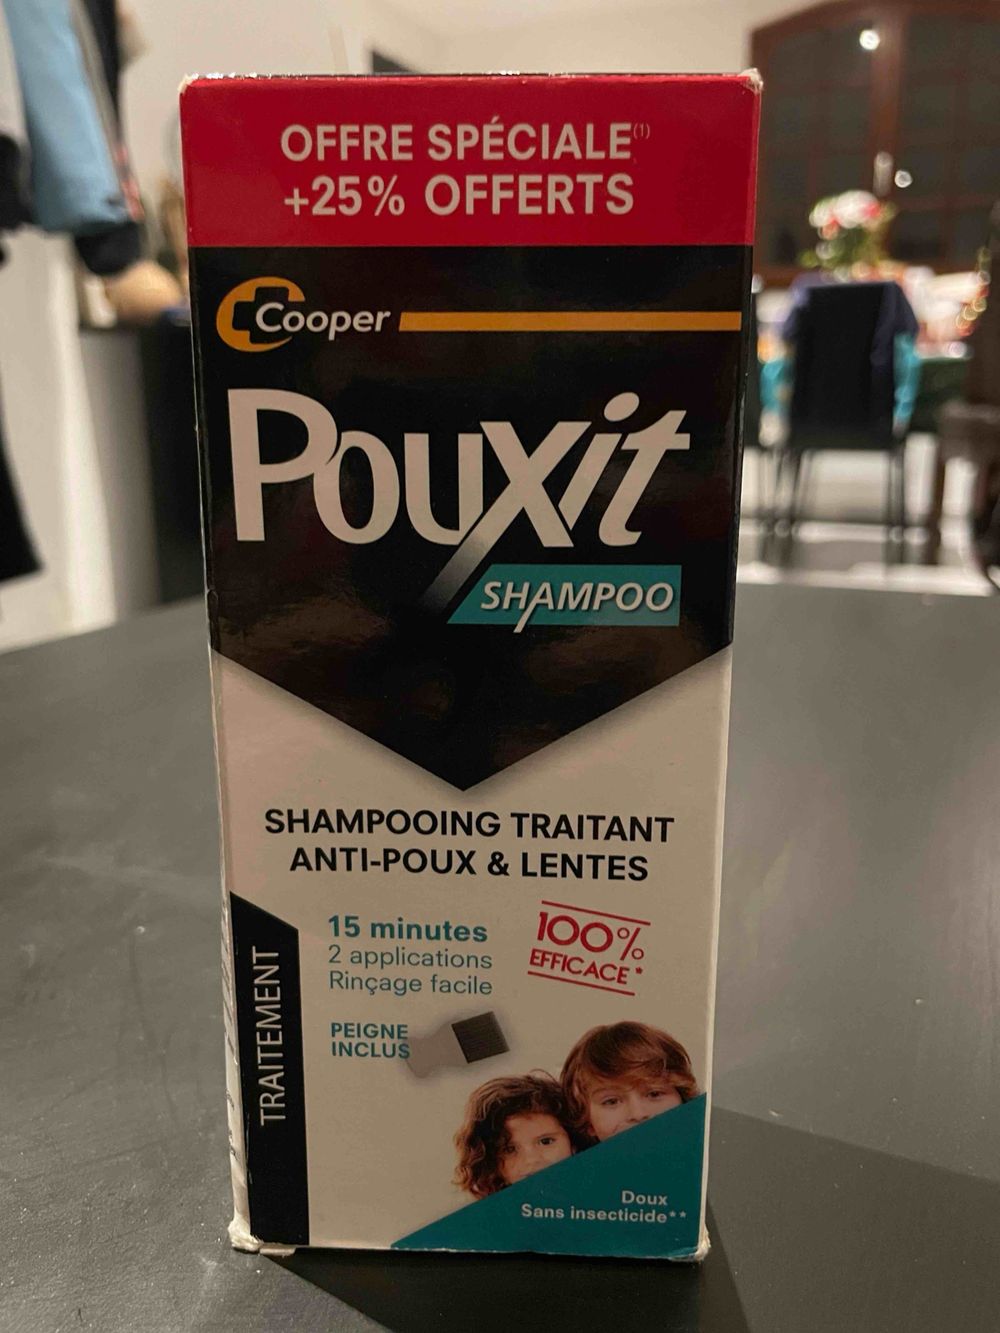 OFFRE SPÉCIALE(1)
+25% OFFERTS
Cooper
Pouxit
SHAMPOO
SHAMPOOING TRAITANT
ANTI-POUX & LENTES
15 minutes
2 applications
Rinçage facile
100%
EFFICACE*
PEIGNE
INCLUS
TRAITEMENT
Doux
Sans insecticide**